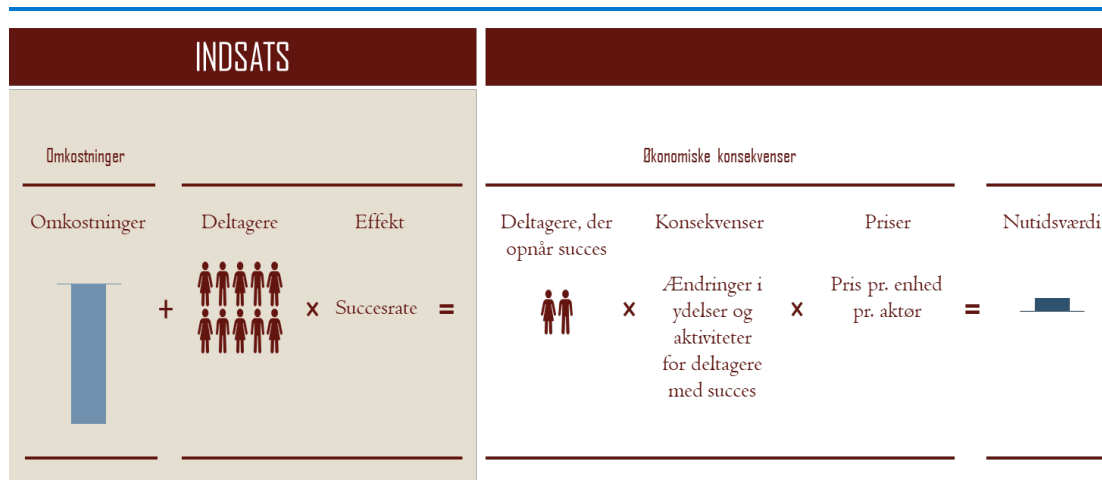 INDSATS
Omkostninger
Økonomiske konsekvenser
Omkostninger
Deltagere
Effekt
Deltagere, der
opnår succes
Konsekvenser
Priser
Nutidsværdi
+
×
Succesrate
=
×
Ændringer i
ydelser og
aktiviteter
for deltagere
med succes
×
Pris pr. enhed
pr. aktør
=